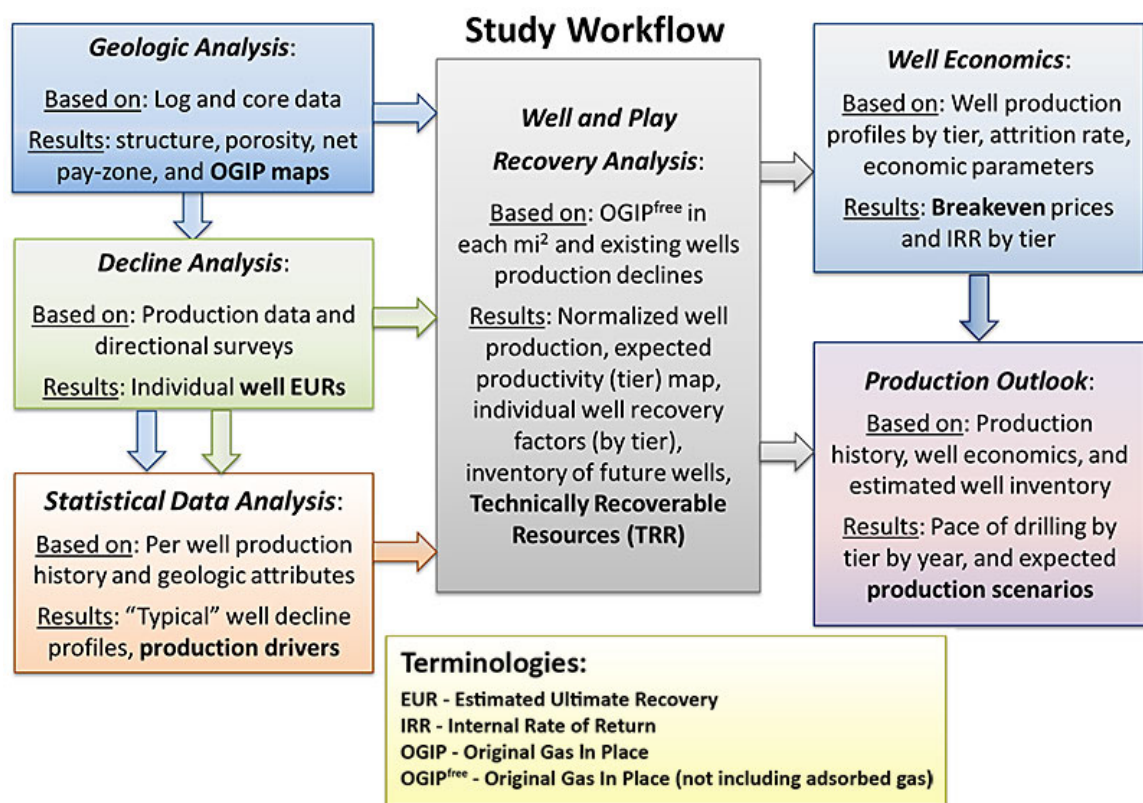 Study Workflow
Geologic Analysis:
Based on: Log and core data
Results: structure, porosity, net
pay-zone, and OGIP maps
Decline Analysis:
Based on: Production data and
directional surveys
Results: Individual well EURs
Statistical Data Analysis:
Based on: Per well production
history and geologic attributes
Results: “Typical” well decline
profiles, production drivers
Well and Play
Recovery Analysis:
Based on: OGIPfree in
each mi² and existing wells
production declines
Results: Normalized well
production, expected
productivity (tier) map,
individual well recovery
factors (by tier),
inventory of future wells,
Technically Recoverable
Resources (TRR)
Well Economics:
Based on: Well production
profiles by tier, attrition rate,
economic parameters
Results: Breakeven prices
and IRR by tier
Production Outlook:
Based on: Production
history, well economics, and
estimated well inventory
Results: Pace of drilling by
tier by year, and expected
production scenarios
Terminologies:
EUR - Estimated Ultimate Recovery
IRR - Internal Rate of Return
OGIP - Original Gas In Place
OGIPfree - Original Gas In Place (not including adsorbed gas)